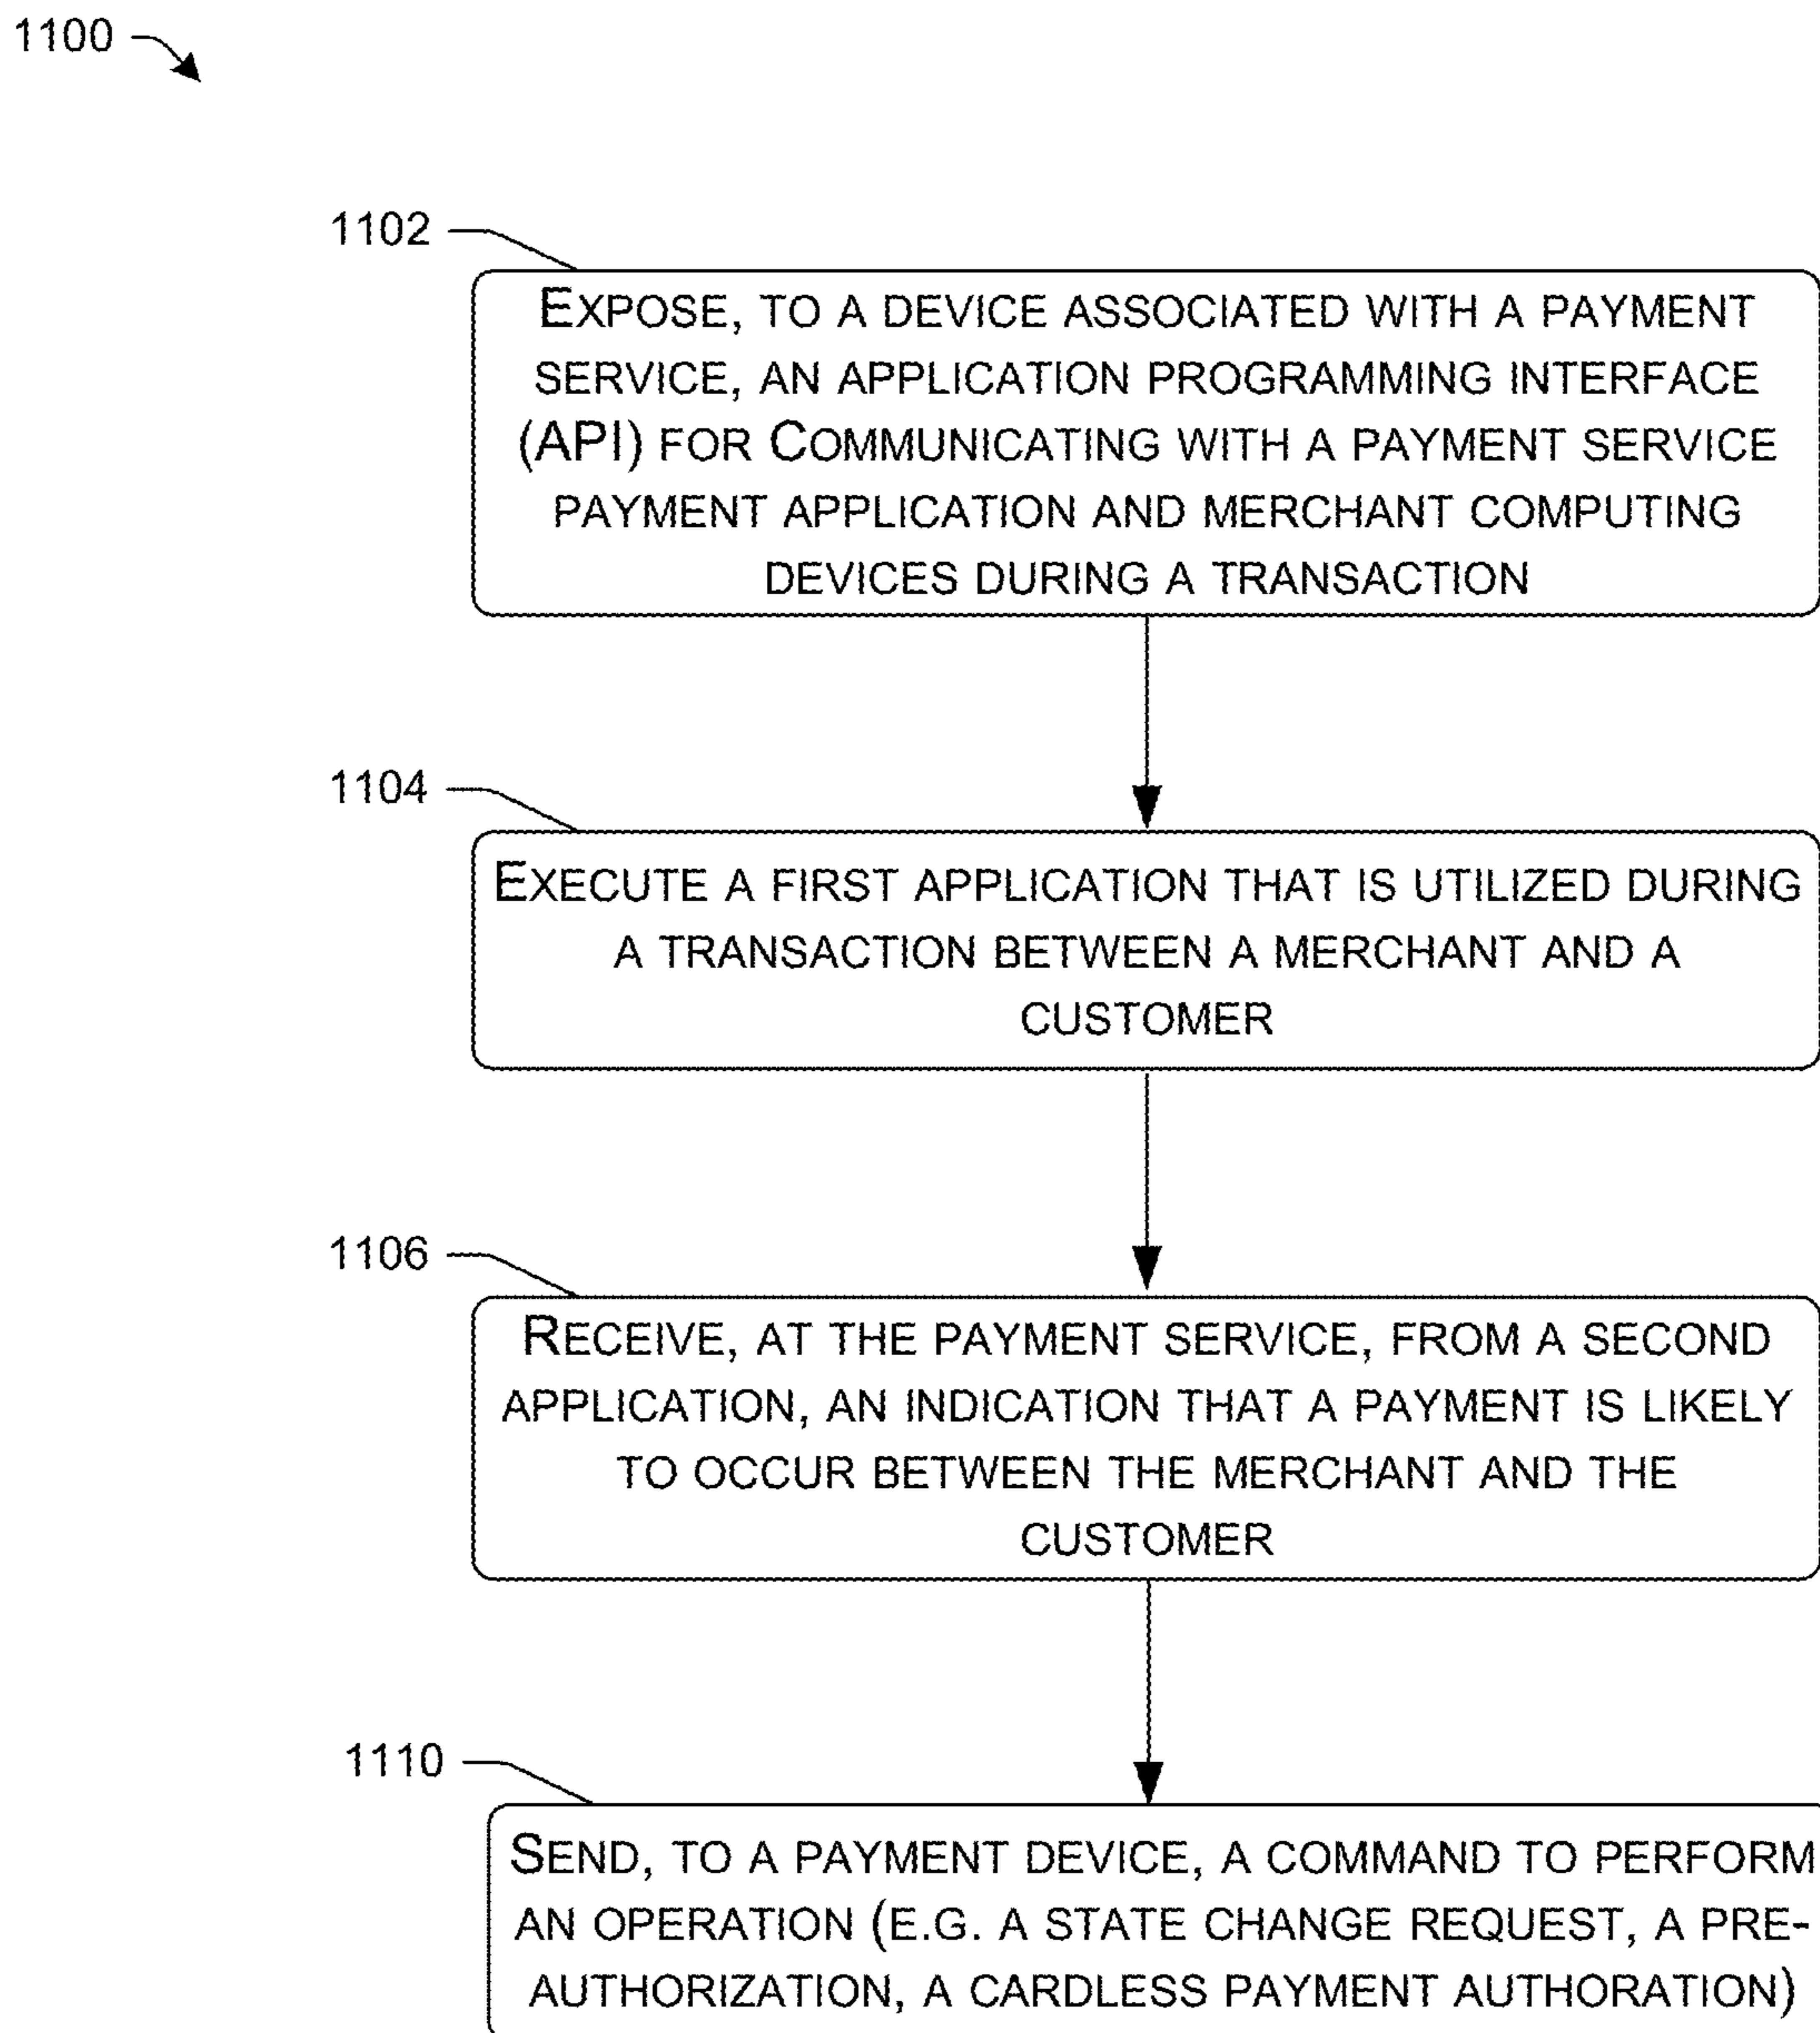 1100
1102
EXPOSE, TO A DEVICE ASSOCIATED WITH A PAYMENT
SERVICE, AN APPLICATION PROGRAMMING INTERFACE
(API) FOR COMMUNICATING WITH A PAYMENT SERVICE
PAYMENT APPLICATION AND MERCHANT COMPUTING
DEVICES DURING A TRANSACTION
1104
EXECUTE A FIRST APPLICATION THAT IS UTILIZED DURING
A TRANSACTION BETWEEN A MERCHANT AND A
CUSTOMER
1106
RECEIVE, AT THE PAYMENT SERVICE, FROM A SECOND
APPLICATION, AN INDICATION THAT A PAYMENT IS LIKELY
TO OCCUR BETWEEN THE MERCHANT AND THE
CUSTOMER
1110
SEND, TO A PAYMENT DEVICE, A COMMAND TO PERFORM
AN OPERATION (E.G. A STATE CHANGE REQUEST, A PRE-
AUTHORIZATION, A CARDLESS PAYMENT AUTHORATION)